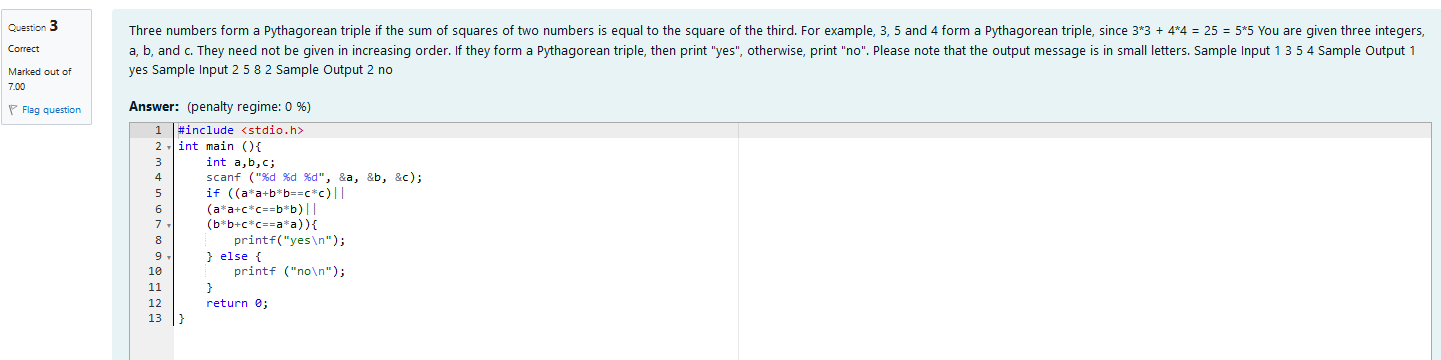 Question 3
Correct
Marked out of
7.00
Flag question
Three numbers form a Pythagorean triple if the sum of squares of two numbers is equal to the square of the third. For example, 3, 5 and 4 form a Pythagorean triple, since 3*3 + 4*4 = 25 = 5*5 You are given three integers,
a, b, and c. They need not be given in increasing order. If they form a Pythagorean triple, then print "yes", otherwise, print "no". Please note that the output message is in small letters. Sample Input 1 3 5 4 Sample Output 1
yes Sample Input 2 5 8 2 Sample Output 2 no
Answer: (penalty regime: 0 %)
1 #include <stdio.h>
2 int main (){
3     int a,b,c;
4     scanf ("%d %d %d", &a, &b, &c);
5     if ((a*a+b*b==c*c)||
6     (a*a+c*c==b*b)||
7     (b*b+c*c==a*a)){
8         printf("yes\n");
9     } else {
10         printf ("no\n");
11     }
12     return 0;
13 }